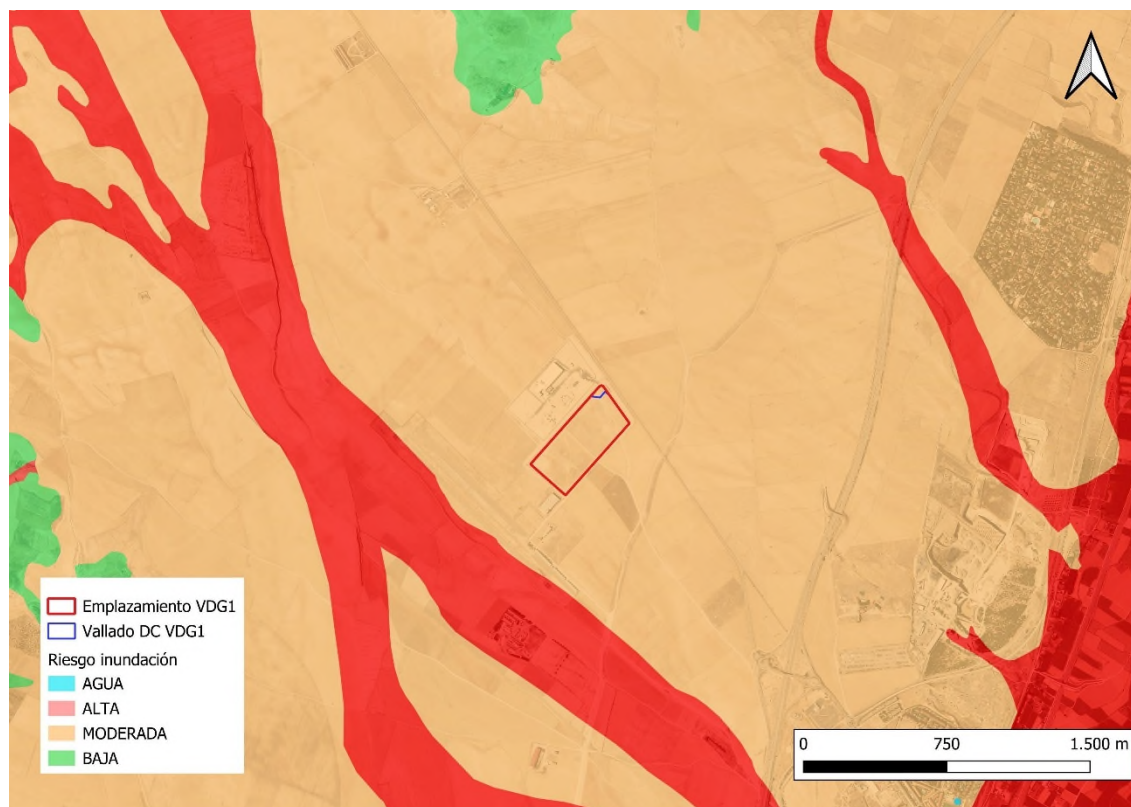 Emplazamiento VDG1
Vallado DC VDG1
Riesgo inundación
AGUA
ALTA
MODERADA
BAJA
0 750 1.500 m